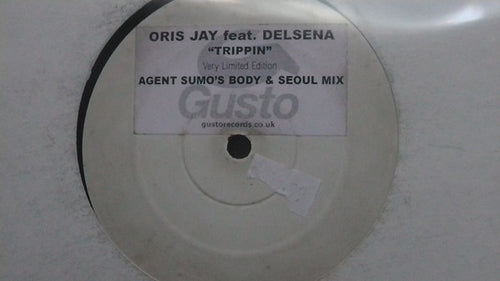 ORIS JAY feat. DELSENA
"TRIPPIN"
Very Limited Edition
AGENT SUMO'S BODY & SEOUL MIX
Gusto
gustorecords.co.uk